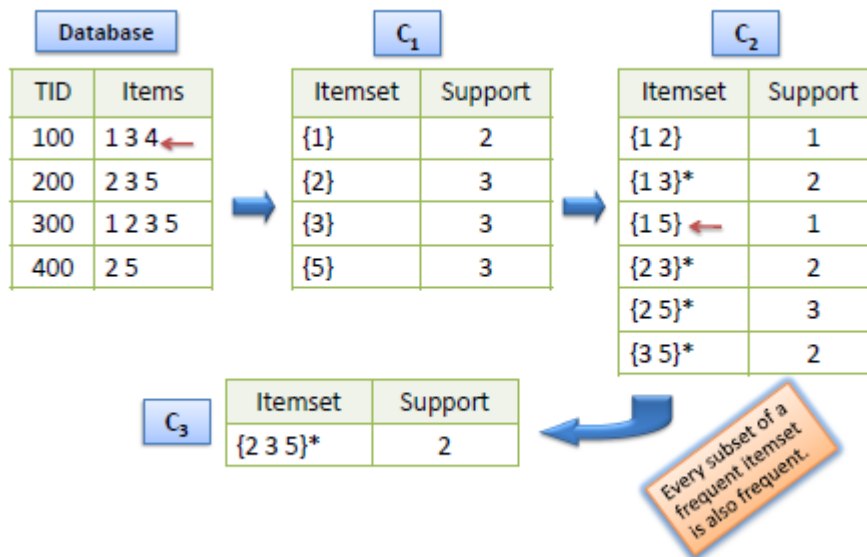 Database
C1
C2
TID Items
100 1 3 4
200 2 3 5
300 1 2 3 5
400 2 5
Itemset Support
{1} 2
{2} 3
{3} 3
{5} 3
Itemset Support
{1 2} 1
{1 3}* 2
{1 5} 1
{2 3}* 2
{2 5}* 3
{3 5}* 2
C3
Itemset Support
{2 3 5}* 2
Every subset of a
frequent itemset
is also frequent.